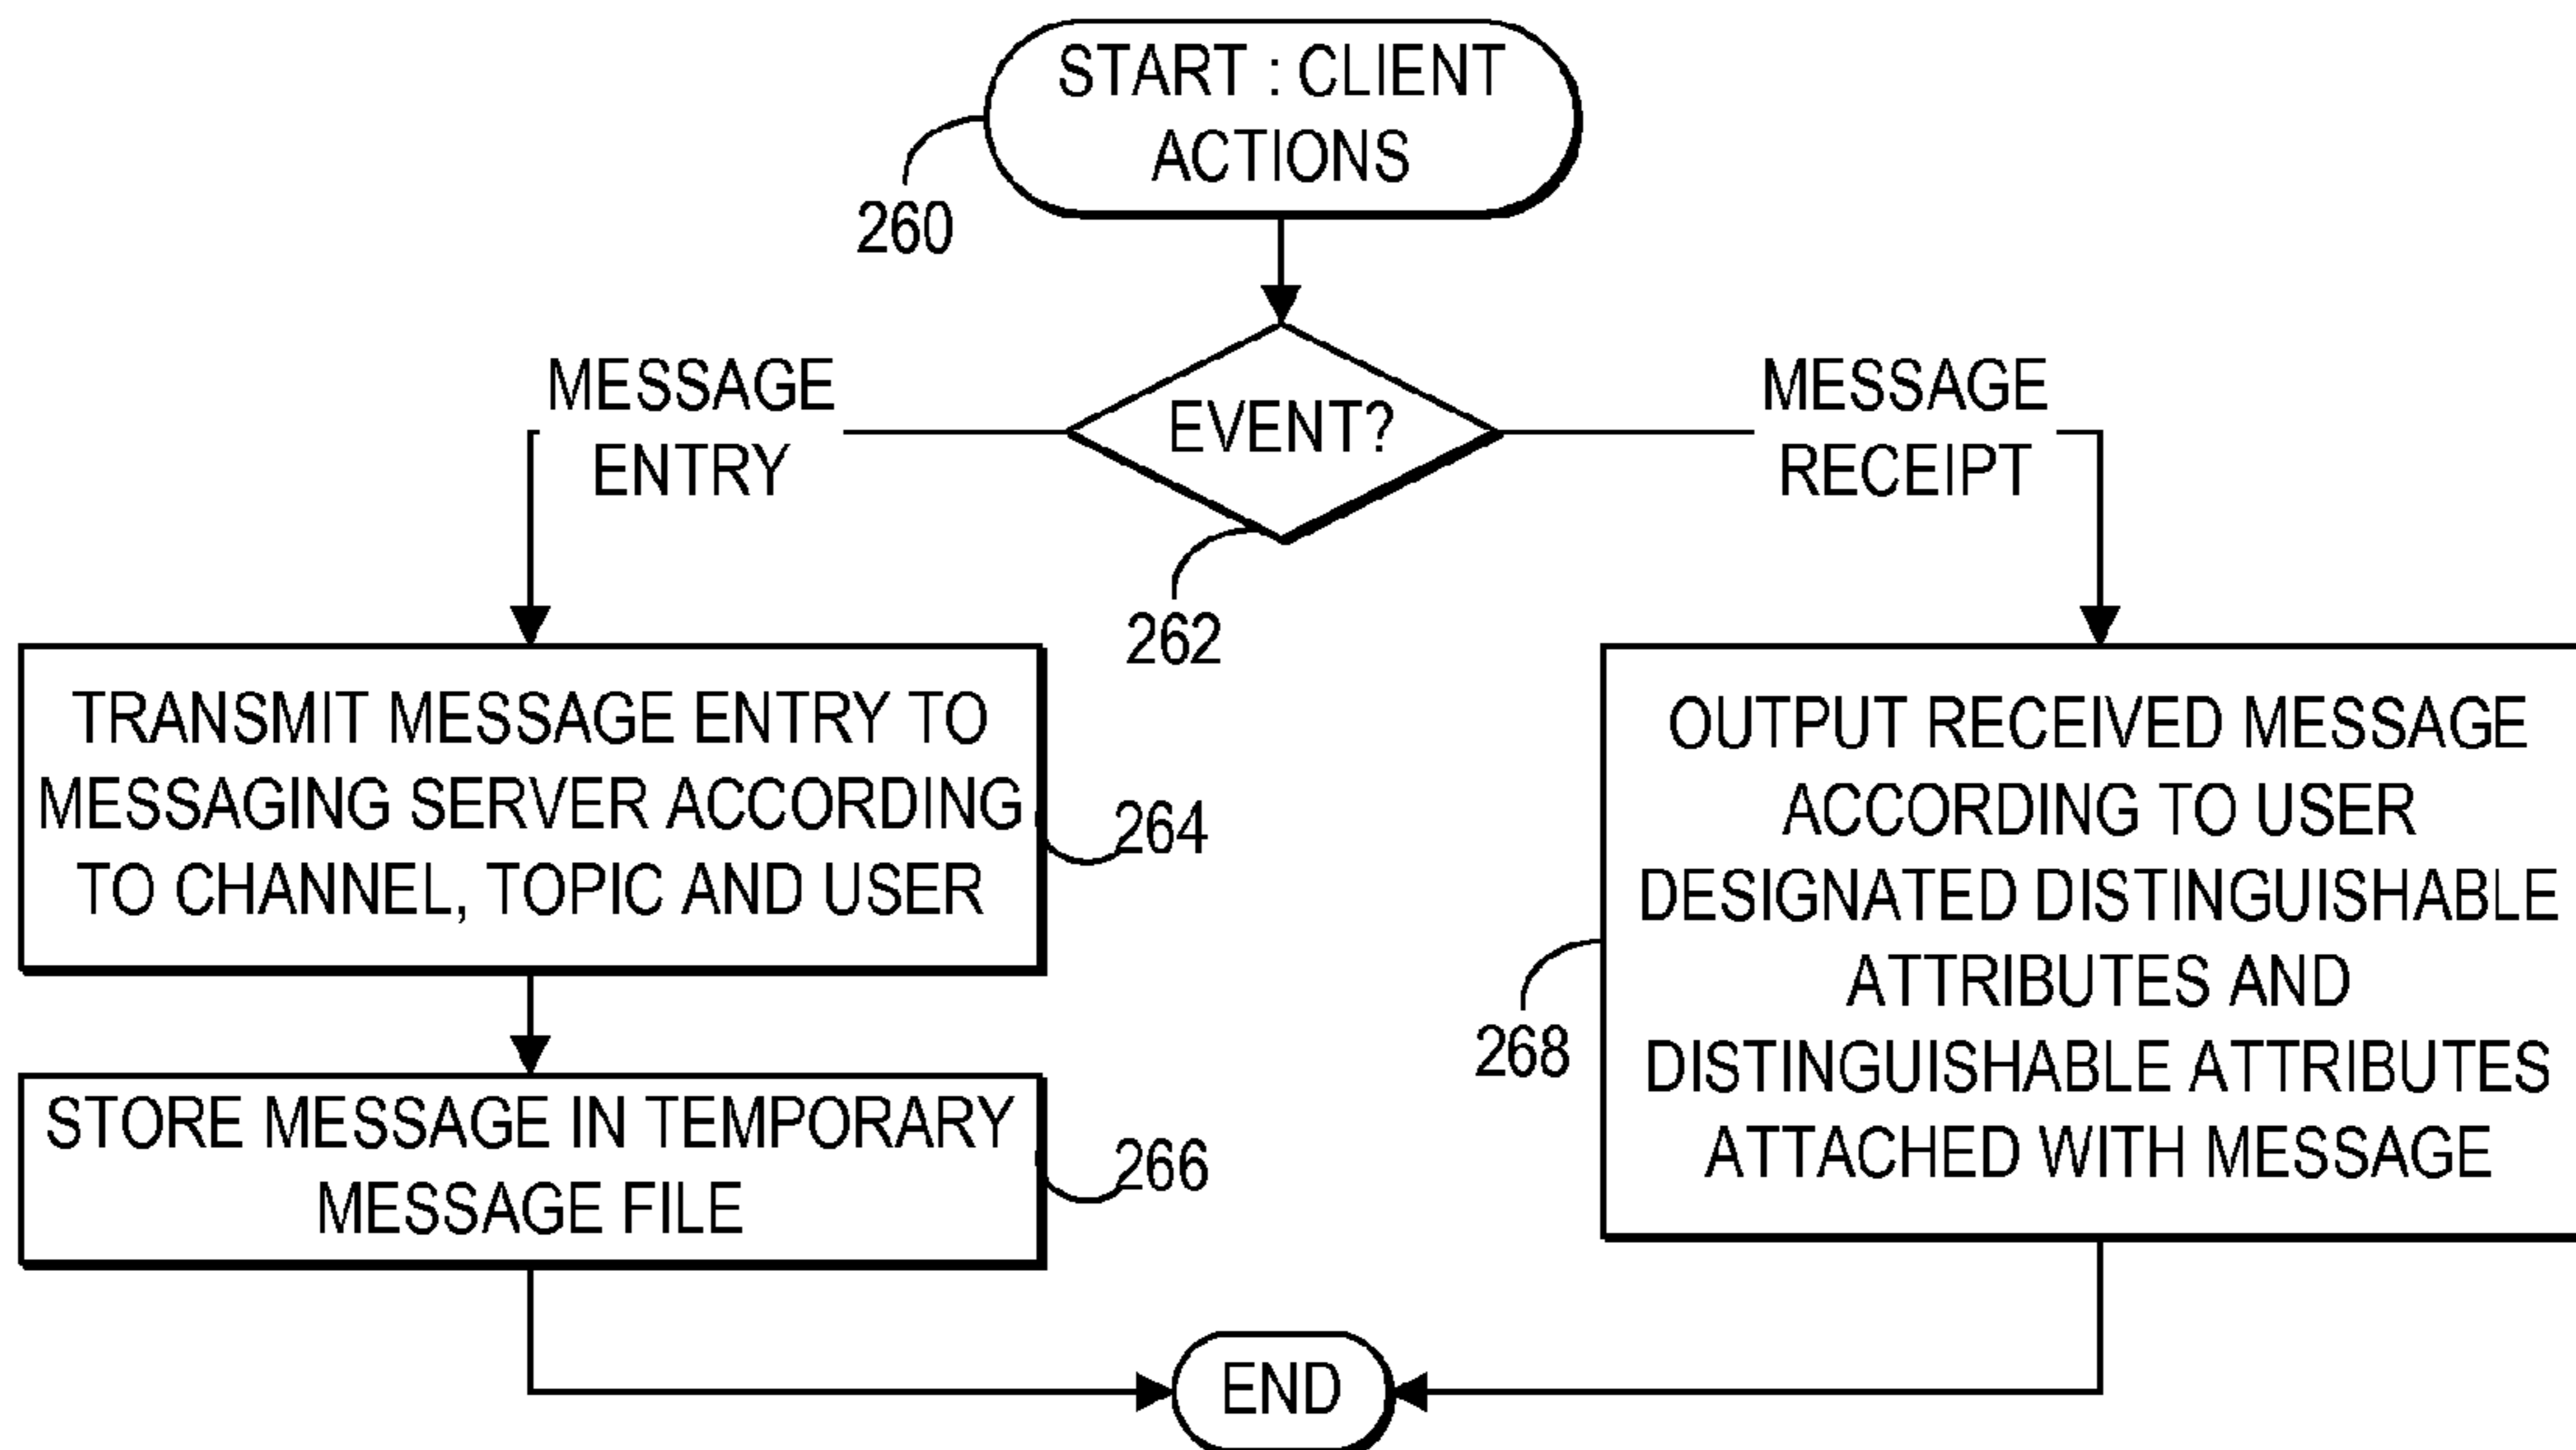 START : CLIENT
ACTIONS
260
EVENT?
262
MESSAGE
ENTRY
MESSAGE
RECEIPT
TRANSMIT MESSAGE ENTRY TO
MESSAGING SERVER ACCORDING
TO CHANNEL, TOPIC AND USER
264
STORE MESSAGE IN TEMPORARY
MESSAGE FILE
266
OUTPUT RECEIVED MESSAGE
ACCORDING TO USER
DESIGNATED DISTINGUISHABLE
ATTRIBUTES AND
DISTINGUISHABLE ATTRIBUTES
ATTACHED WITH MESSAGE
268
END